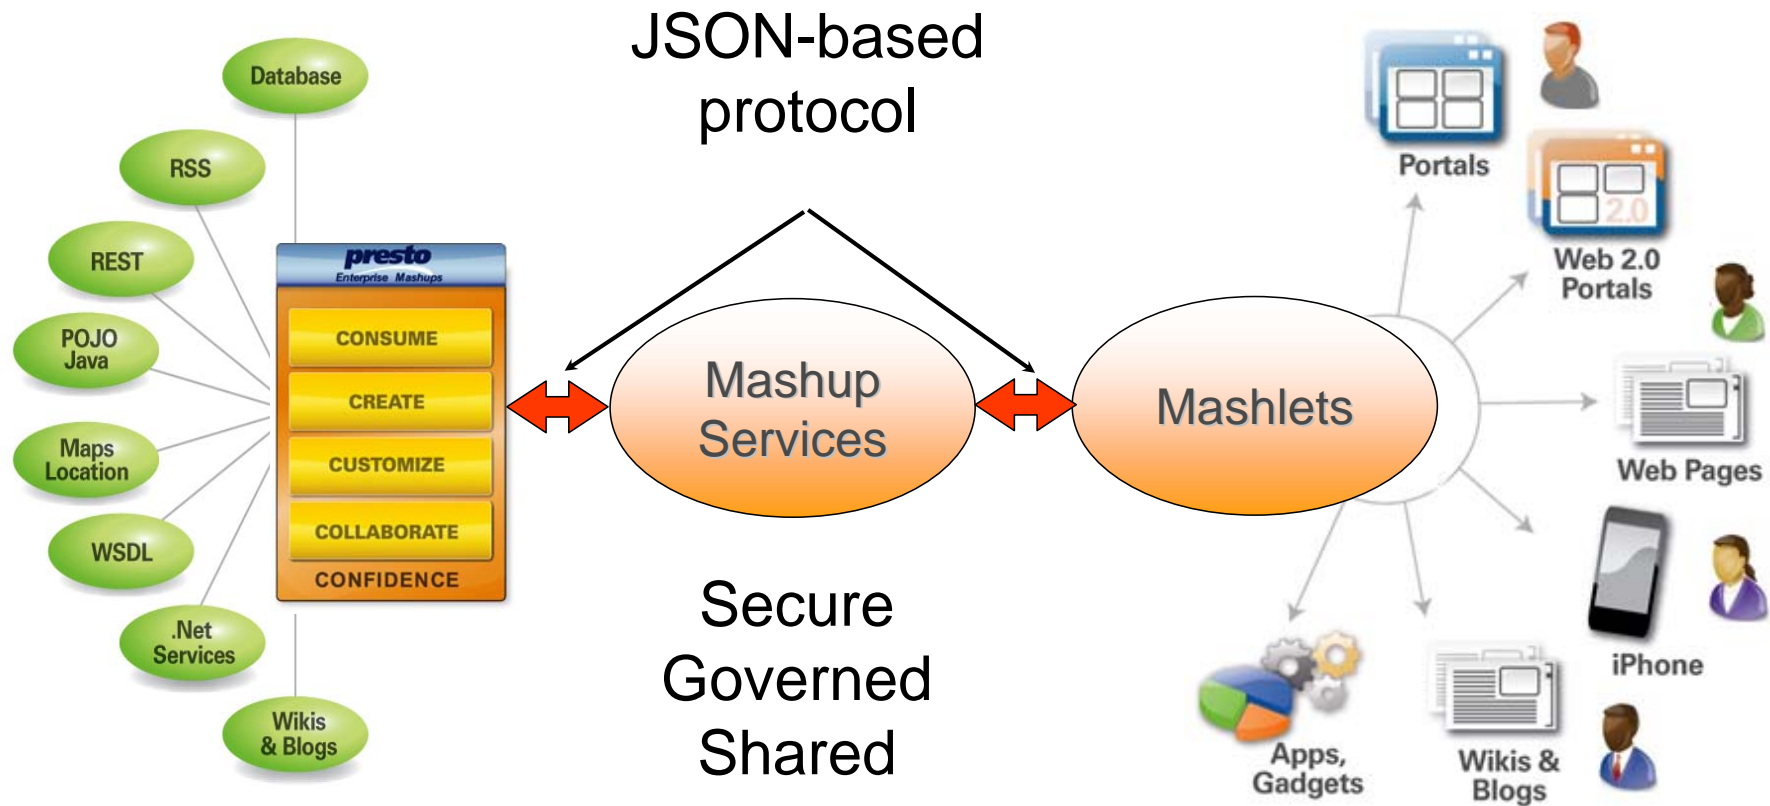 JSON-based
protocol
Database
RSS
REST
POJO
Java
Maps
Location
WSDL
.Net
Services
Wikis
& Blogs
presto
Enterprise Mashups
CONSUME
CREATE
CUSTOMIZE
COLLABORATE
CONFIDENCE
Mashup
Services
Mashlets
Secure
Governed
Shared
Portals
2.0
Web 2.0
Portals
Web Pages
iPhone
Wikis &
Blogs
Apps,
Gadgets